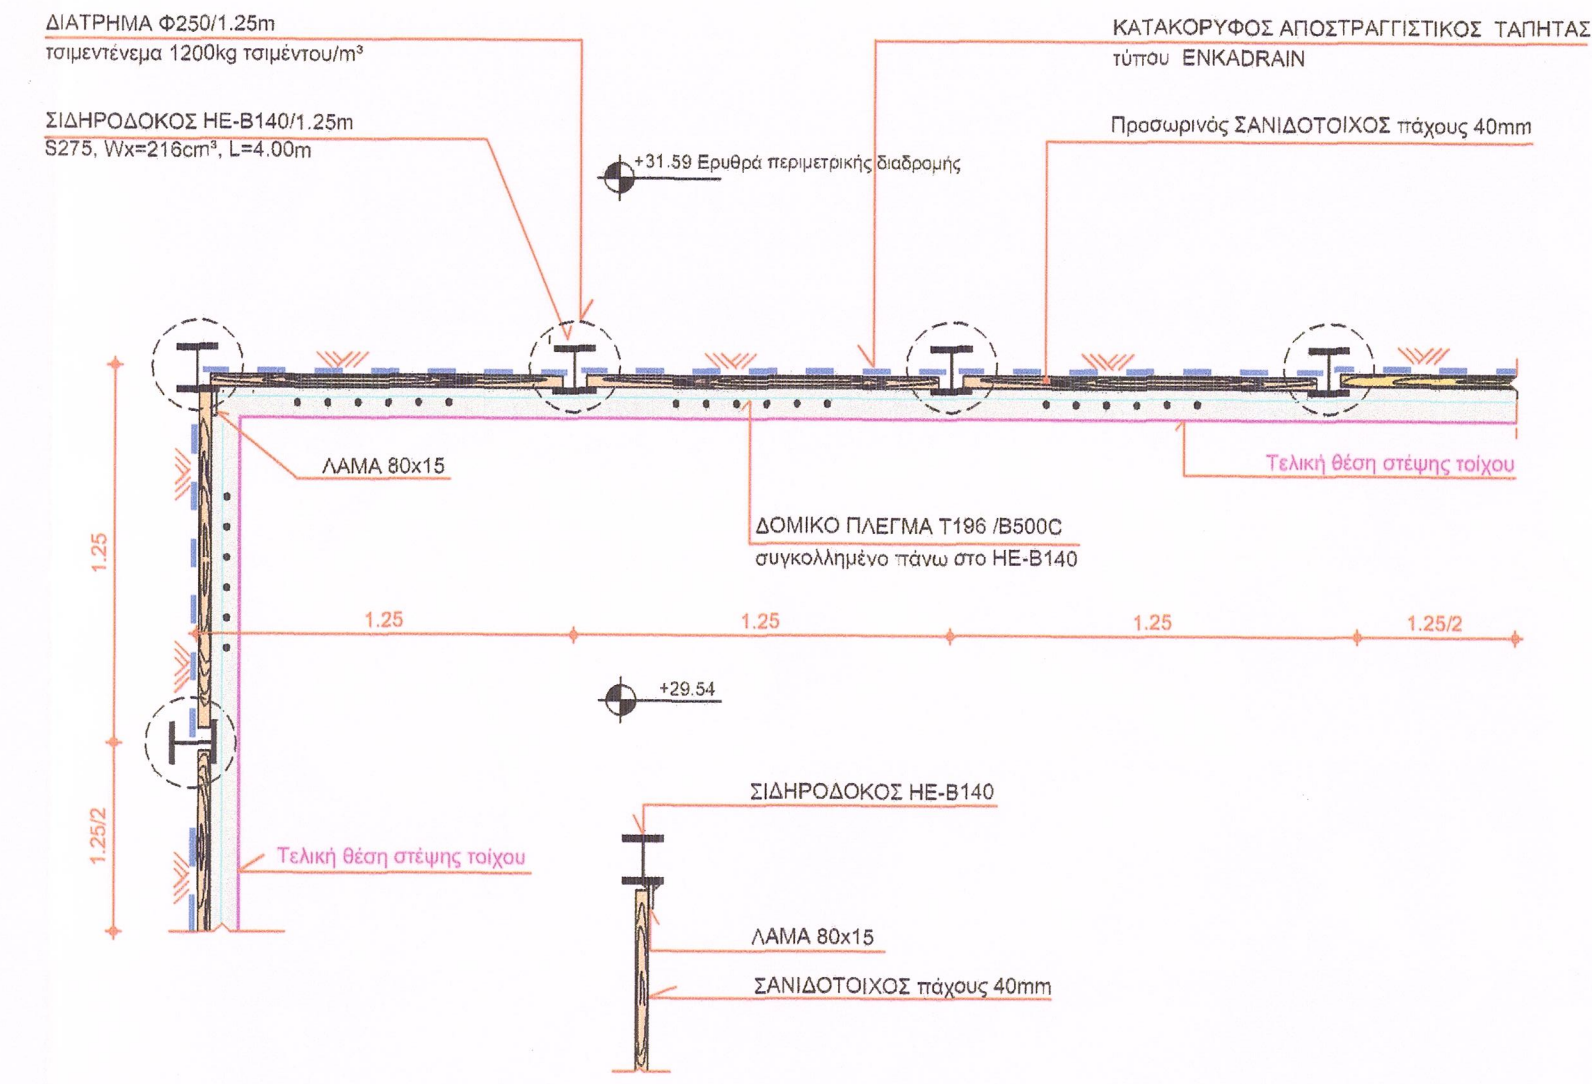 ΔΙΑΤΡΗΜΑ Φ250/1.25m
τσιμεντένεμα 1200kg τσιμέντου/m³
ΚΑΤΑΚΟΡΥΦΟΣ ΑΠΟΣΤΡΑΓΓΙΣΤΙΚΟΣ ΤΑΠΗΤΑΣ
τύπου ENKADRAIN
ΣΙΔΗΡΟΔΟΚΟΣ HE-B140/1.25m
S275, Wx=216cm³, L=4.00m
Προσωρινός ΣΑΝΙΔΟΤΟΙΧΟΣ πάχους 40mm
+31.59 Ερυθρά περιμετρικής διαδρομής
ΛΑΜΑ 80x15
Τελική θέση στέψης τοίχου
ΔΟΜΙΚΟ ΠΛΕΓΜΑ T196 /B500C
συγκολλημένο πάνω στο HE-B140
1.25
1.25
1.25
1.25
1.25/2
+29.54
ΣΙΔΗΡΟΔΟΚΟΣ HE-B140
1.25/2
Τελική θέση στέψης τοίχου
ΛΑΜΑ 80x15
ΣΑΝΙΔΟΤΟΙΧΟΣ πάχους 40mm